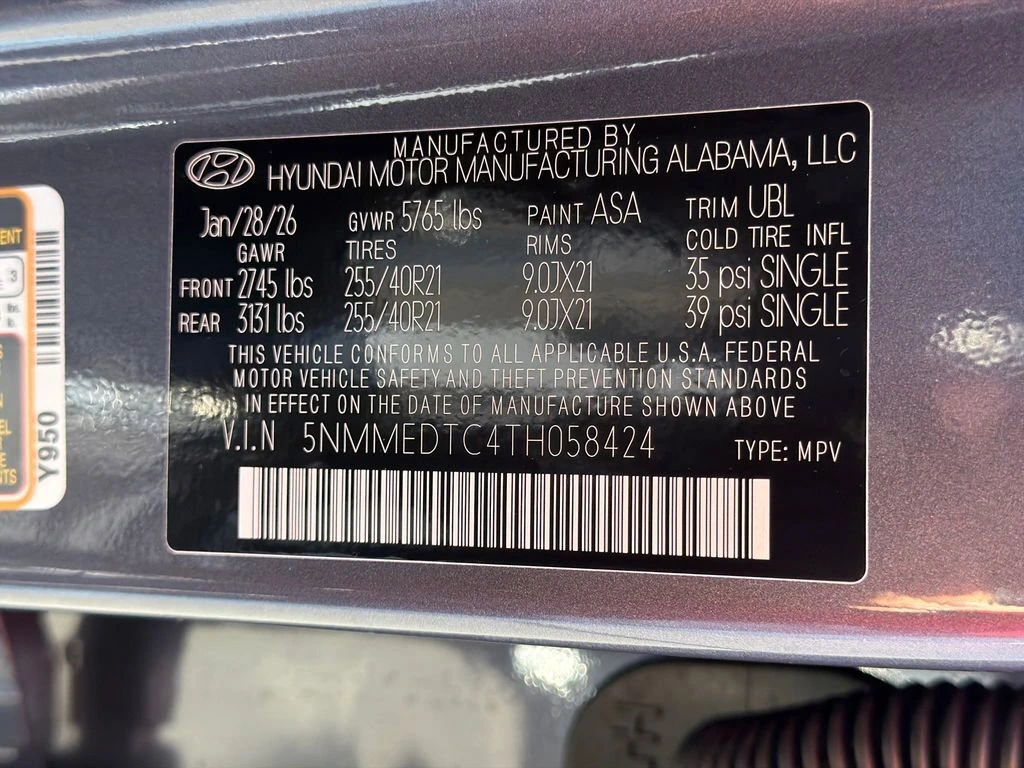 MANUFACTURED BY
HYUNDAI MOTOR MANUFACTURING ALABAMA, LLC
Jan/28/26 GVWR 5765 lbs PAINT ASA TRIM UBL
GAWR TIRES RIMS COLD TIRE INFL
FRONT 2745 lbs 255/40R21 9.0JX21 35 psi SINGLE
REAR 3131 lbs 255/40R21 9.0JX21 39 psi SINGLE
THIS VEHICLE CONFORMS TO ALL APPLICABLE U.S.A. FEDERAL
MOTOR VEHICLE SAFETY AND THEFT PREVENTION STANDARDS
IN EFFECT ON THE DATE OF MANUFACTURE SHOWN ABOVE
V.I.N 5NMMEDTC4TH058424 TYPE: MPV
Y950
3